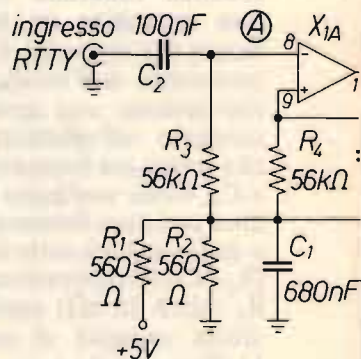 ingresso
RTTY
100nF
C2
A
X1A
8
9
1
R3
56kΩ
R4
56kΩ
R1
560
Ω
R2
560
Ω
C1
680nF
+5V